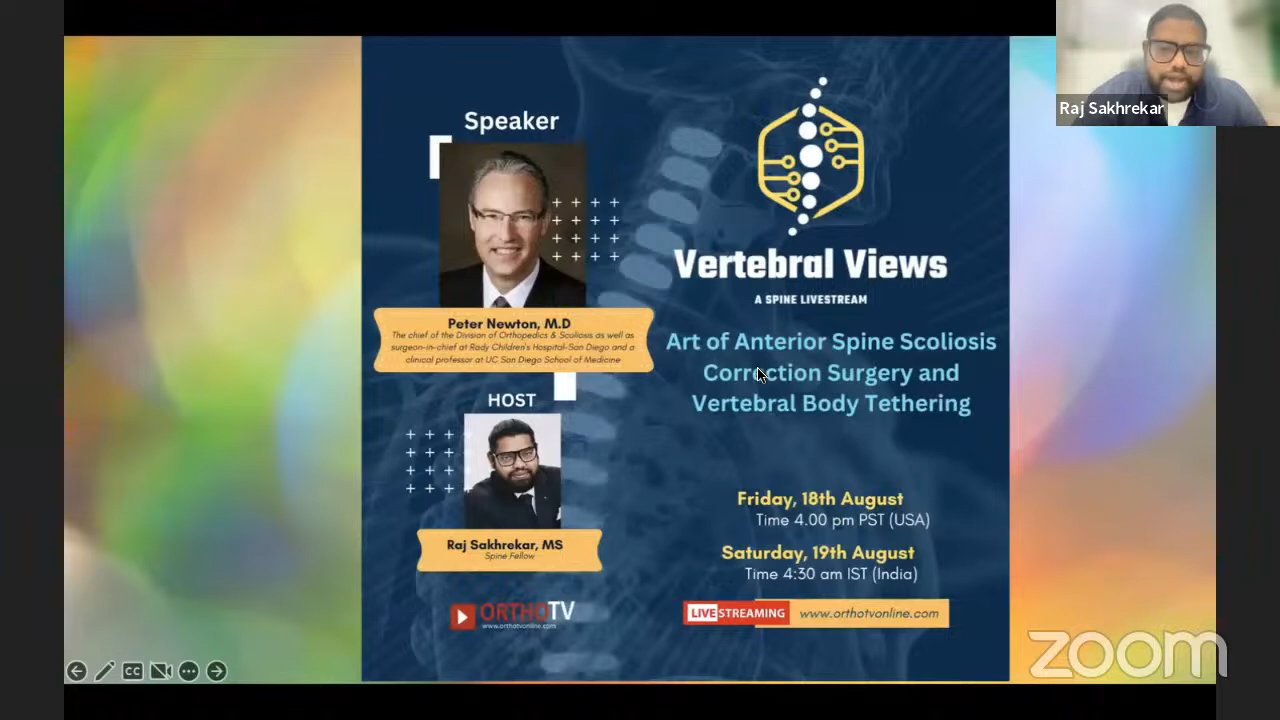 Speaker
Peter Newton, M.D
The chief of the Division of Orthopedics & Scoliosis as well as
surgeon-in-chief at Rady Children's Hospital-San Diego and a
clinical professor at UC San Diego School of Medicine
HOST
Raj Sakhrekar, MS
Spine Fellow
ORTHOTV
www.orthotvonline.com
Vertebral Views
A SPINE LIVESTREAM
Art of Anterior Spine Scoliosis
Correction Surgery and
Vertebral Body Tethering
Friday, 18th August
Time 4.00 pm PST (USA)
Saturday, 19th August
Time 4:30 am IST (India)
LIVE STREAMING www.orthotvonline.com
Raj Sakhrekar
CC
zoom